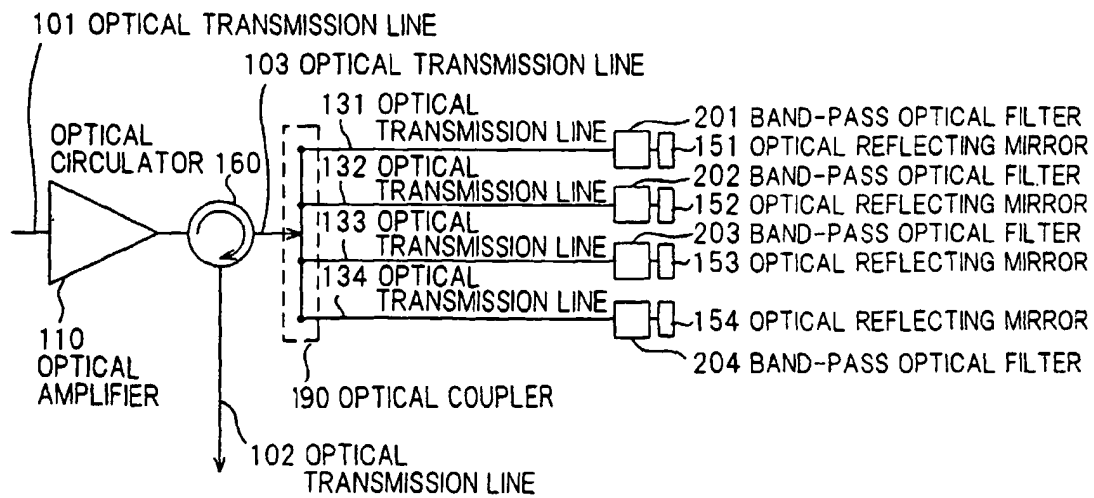 101 OPTICAL TRANSMISSION LINE
103 OPTICAL TRANSMISSION LINE
131 OPTICAL
TRANSMISSION LINE
201 BAND-PASS OPTICAL FILTER
151 OPTICAL REFLECTING MIRROR
OPTICAL
CIRCULATOR 160
132 OPTICAL
TRANSMISSION LINE
202 BAND-PASS OPTICAL FILTER
152 OPTICAL REFLECTING MIRROR
133 OPTICAL
TRANSMISSION LINE
203 BAND-PASS OPTICAL FILTER
153 OPTICAL REFLECTING MIRROR
134 OPTICAL
TRANSMISSION LINE
154 OPTICAL REFLECTING MIRROR
204 BAND-PASS OPTICAL FILTER
110
OPTICAL
AMPLIFIER
190 OPTICAL COUPLER
102 OPTICAL
TRANSMISSION LINE